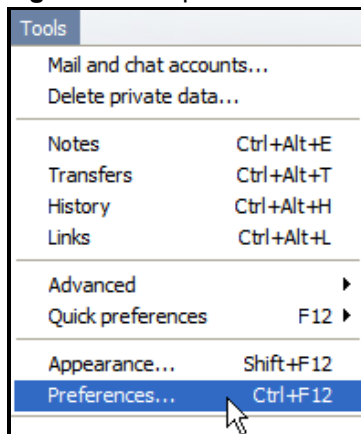 Tools
Mail and chat accounts...
Delete private data...
Notes Ctrl+Alt+E
Transfers Ctrl+Alt+T
History Ctrl+Alt+H
Links Ctrl+Alt+L
Advanced
Quick preferences F12
Appearance... Shift+F12
Preferences... Ctrl+F12